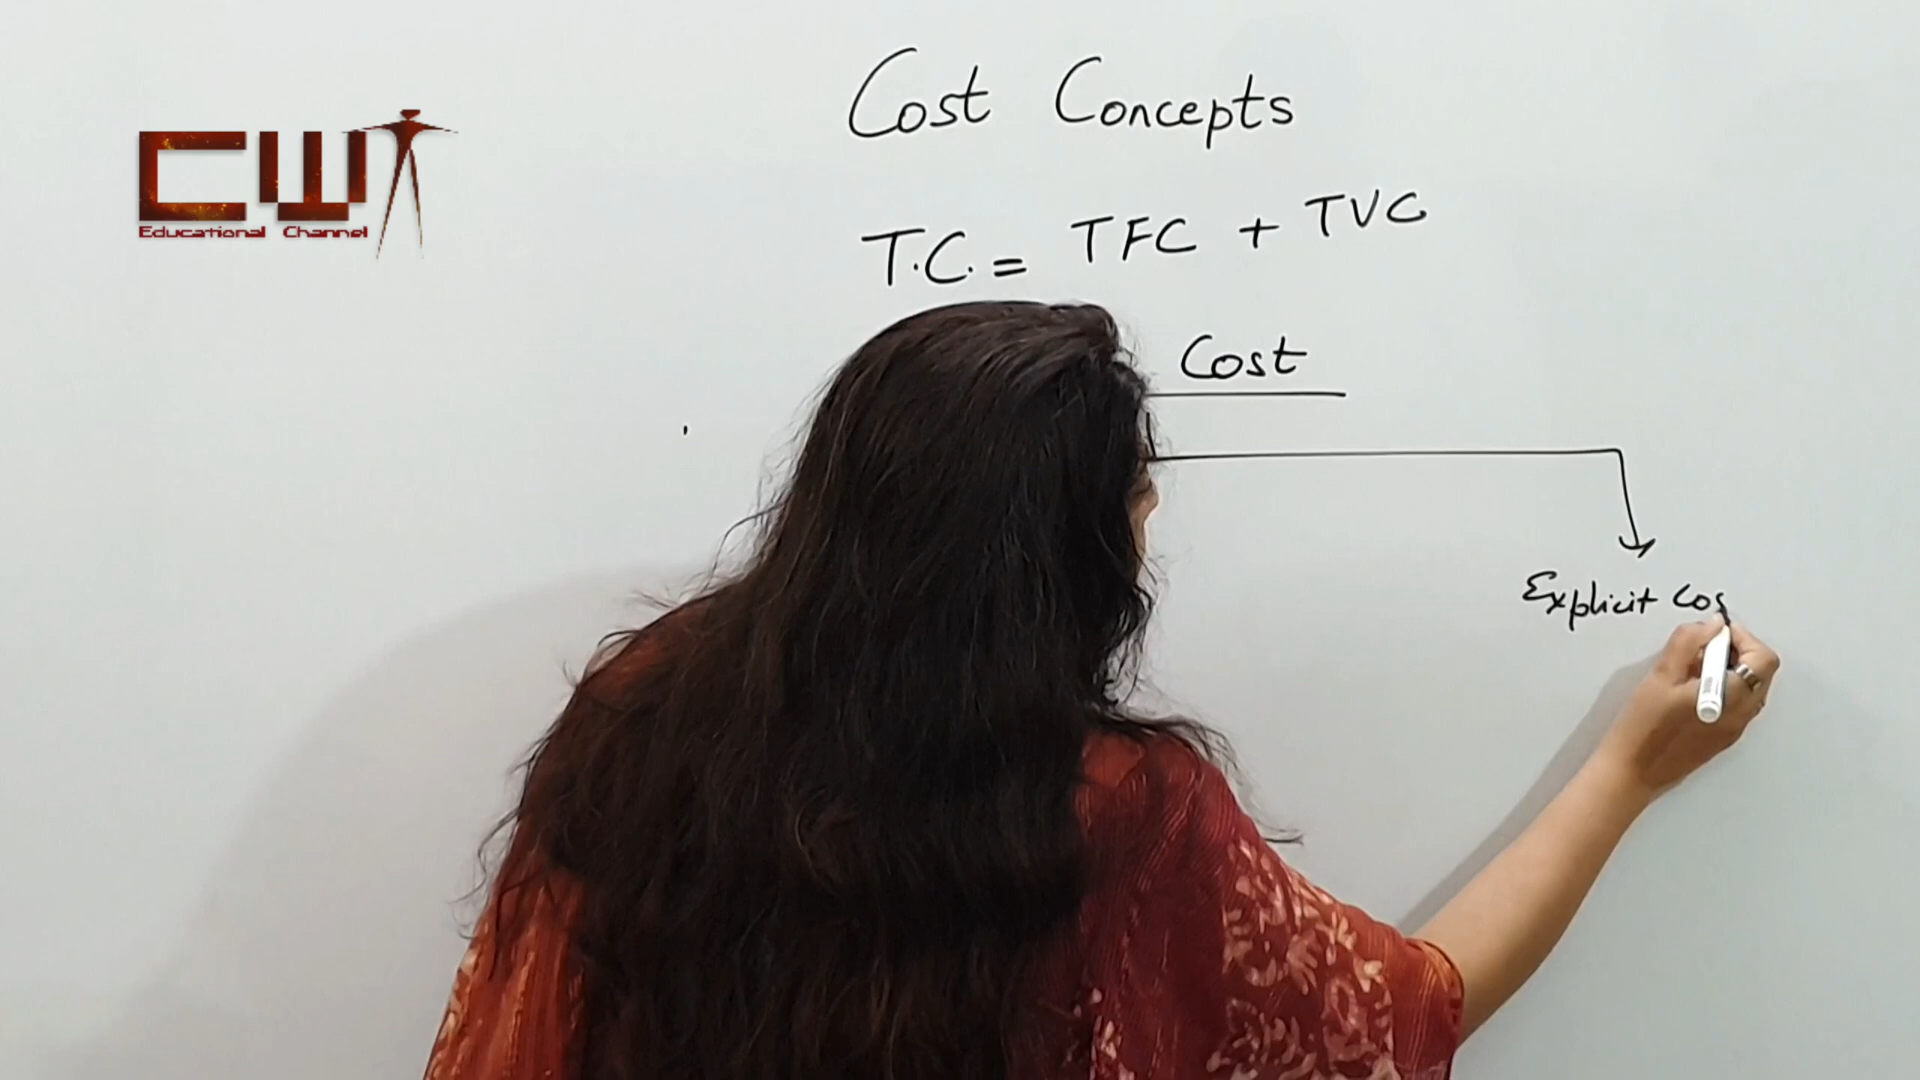 Cost Concepts
CW
Educational Channel
T.C. = TFC + TVC
Cost
Explicit Cos